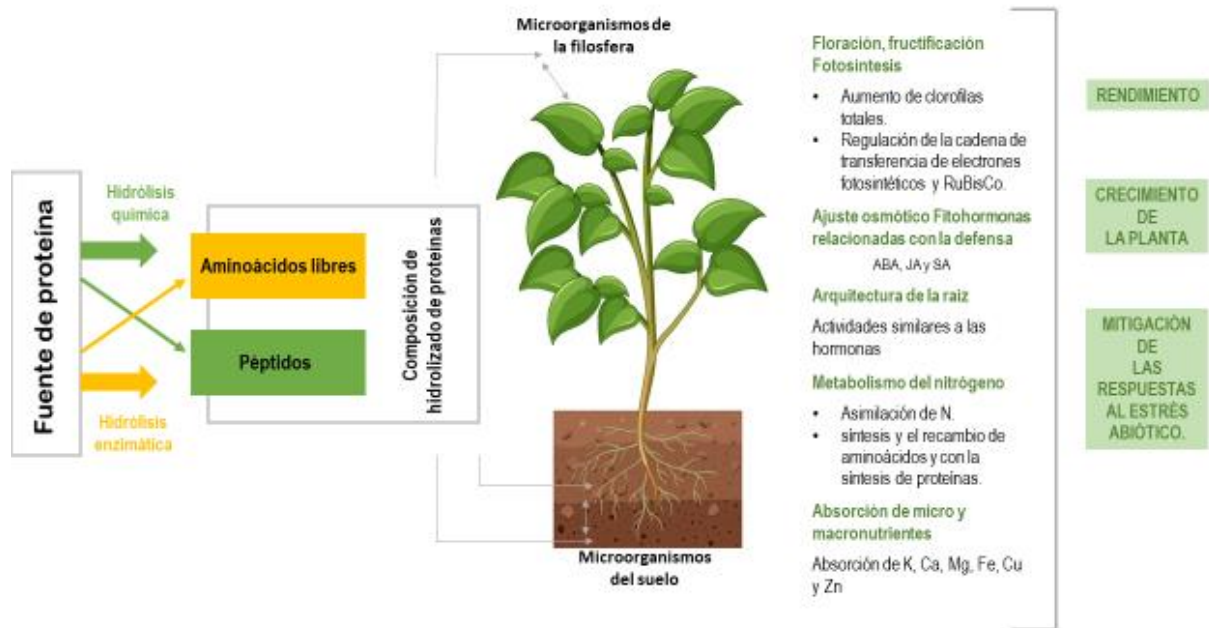 Fuente de proteína
Hidrólisis
química
Hidrólisis
enzimática
Aminoácidos libres
Péptidos
Composición de
hidrolizado de proteínas
Microorganismos de
la filosfera
Microorganismos
del suelo
Floración, fructificación
Fotosíntesis
• Aumento de clorofilas
totales.
• Regulación de la cadena de
transferencia de electrones
fotosintéticos y RuBisCo.
Ajuste osmótico Fitohormonas
relacionadas con la defensa
ABA, JA y SA
Arquitectura de la raíz
Actividades similares a las
hormonas
Metabolismo del nitrógeno
• Asimilación de N.
• síntesis y el recambio de
aminoácidos y con la
síntesis de proteínas.
Absorción de micro y
macronutrientes
Absorción de K, Ca, Mg, Fe, Cu
y Zn
RENDIMIENTO
CRECIMIENTO
DE
LA PLANTA
MITIGACIÓN
DE
LAS
RESPUESTAS
AL ESTRÉS
ABIÓTICO.